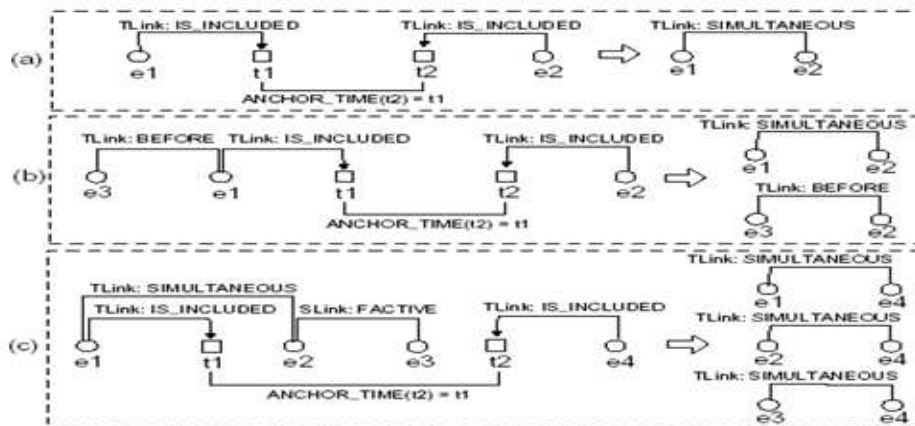 TLink: IS_INCLUDED TLink: IS_INCLUDED TLink: SIMULTANEOUS
(a)
e1 t1 t2 e2 e1 e2
ANCHOR_TIME(t2) = t1
TLink: SIMULTANEOUS
TLink: BEFORE TLink: IS_INCLUDED TLink: IS_INCLUDED
e1 e2
(b)
TLink: BEFORE
e3 e1 t1 t2 e2
ANCHOR_TIME(t2) = t1
e3 e2
TLink: SIMULTANEOUS
TLink: SIMULTANEOUS
e1 e4
TLink: IS_INCLUDED SLink: FACTIVE TLink: IS_INCLUDED
TLink: SIMULTANEOUS
(c)
e1 t1 e2 e3 t2 e4 e2 e4
TLink: SIMULTANEOUS
ANCHOR_TIME(t2) = t1
e3 e4